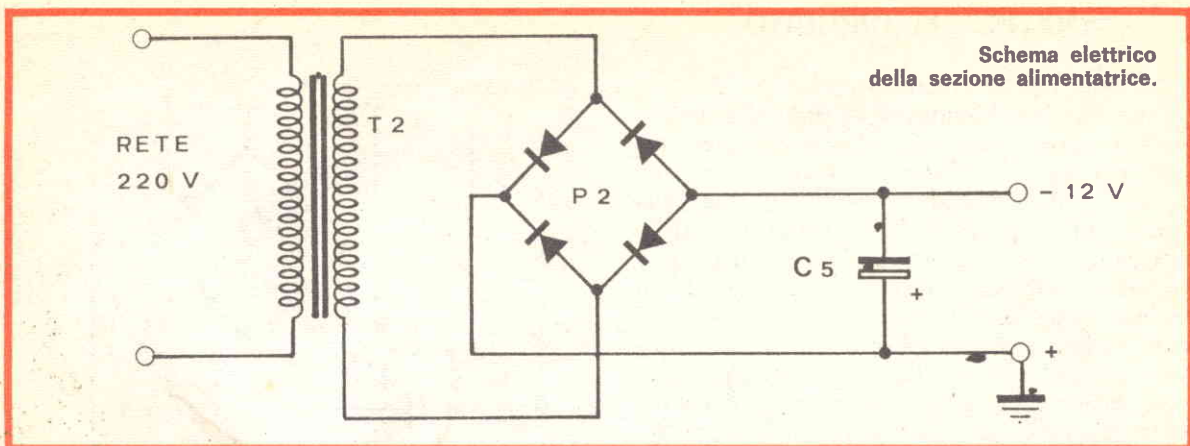 Schema elettrico
della sezione alimentatrice.
RETE
220 V
T 2
P 2
- 12 V
C 5
+
+